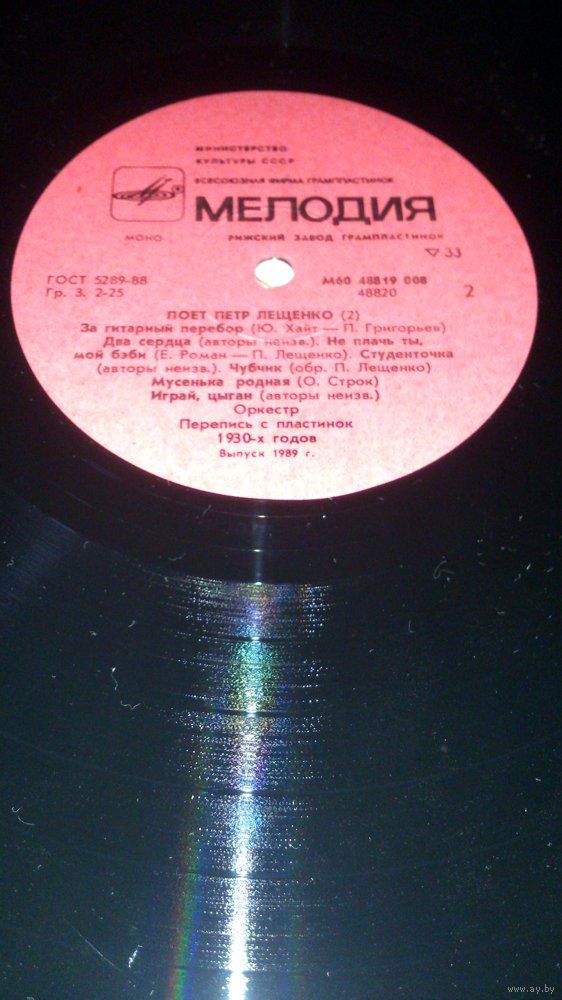 МИНИСТЕРСТВО
КУЛЬТУРЫ СССР
ВСЕСОЮЗНАЯ ФИРМА ГРАМПЛАСТИНОК
МЕЛОДИЯ
МОНО РИЖСКИЙ ЗАВОД ГРАМПЛАСТИНОК
▽ 33
ГОСТ 5289-88 М60 48819 008
Гр. 3. 2-25 48820 2
ПОЕТ ПЕТР ЛЕЩЕНКО (2)
За гитарный перебор (Ю. Хайт — П. Григорьев)
Два сердца (авторы неизв.). Не плачь ты,
мой бэби (Е. Роман — П. Лещенко). Студенточка
(авторы неизв.). Чубчик (обр. П. Лещенко)
Мусенька родная (О. Строк)
Играй, цыган (авторы неизв.)
Оркестр
Перепись с пластинок
1930-х годов
Выпуск 1989 г.
www.ay.by